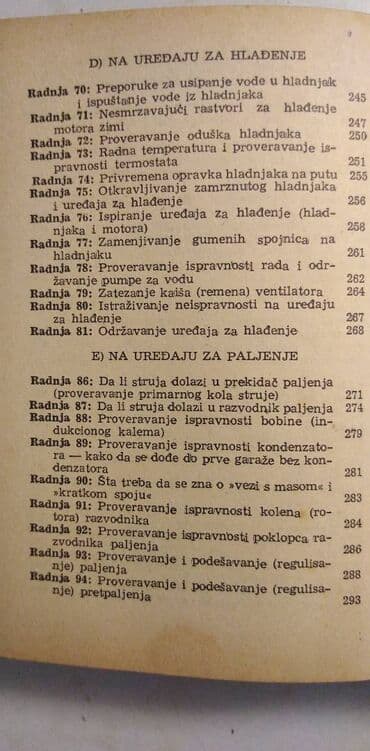 D) NA UREĐAJU ZA HLAĐENJE
Radnja 70: Preporuke za usipanje vode u hladnjak
i ispuštanje vode iz hladnjaka 245
Radnja 71: Nesmrzavajući rastvori za hlađenje
motora zimi 247
Radnja 72: Proveravanje oduška hladnjaka 250
Radnja 73: Radna temperatura i proveravanje is-
pravnosti termostata 251
Radnja 74: Privremena opravka hladnjaka na putu 255
Radnja 75: Otkravljivanje zamrznutog hladnjaka
i uređaja za hlađenje 256
Radnja 76: Ispiranje uređaja za hlađenje (hlad-
njaka i motora) 258
Radnja 77: Zamenjivanje gumenih spojnica na
hladnjaku 261
Radnja 78: Proveravanje ispravnosti rada i odr-
žavanje pumpe za vodu 262
Radnja 79: Zatezanje kaiša (remena) ventilatora 264
Radnja 80: Istraživanje neispravnosti na uređaju
za hlađenje 267
Radnja 81: Održavanje uređaja za hlađenje 268
E) NA UREĐAJU ZA PALJENJE
Radnja 86: Da li struja dolazi u prekidač paljenja
(proveravanje primarnog kola struje) 271
Radnja 87: Da li struja dolazi u razvodnik paljenja 274
Radnja 88: Proveravanje ispravnosti bobine (in-
dukcionog kalema) 279
Radnja 89: Proveravanje ispravnosti kondenzato-
ra — kako da se dođe do prve garaže bez kon-
denzatora 281
Radnja 90: Šta treba da se zna o »vezi s masom« i
»kratkom spoju« 283
Radnja 91: Proveravanje ispravnosti kolena (ro-
tora) razvodnika 284
Radnja 92: Proveravanje ispravnosti poklopca ra-
zvodnika paljenja 286
Radnja 93: Proveravanje i podešavanje (regulisa-
nje) paljenja 288
Radnja 94: Proveravanje i podešavanje (regulisa-
nje) pretpaljenja 293